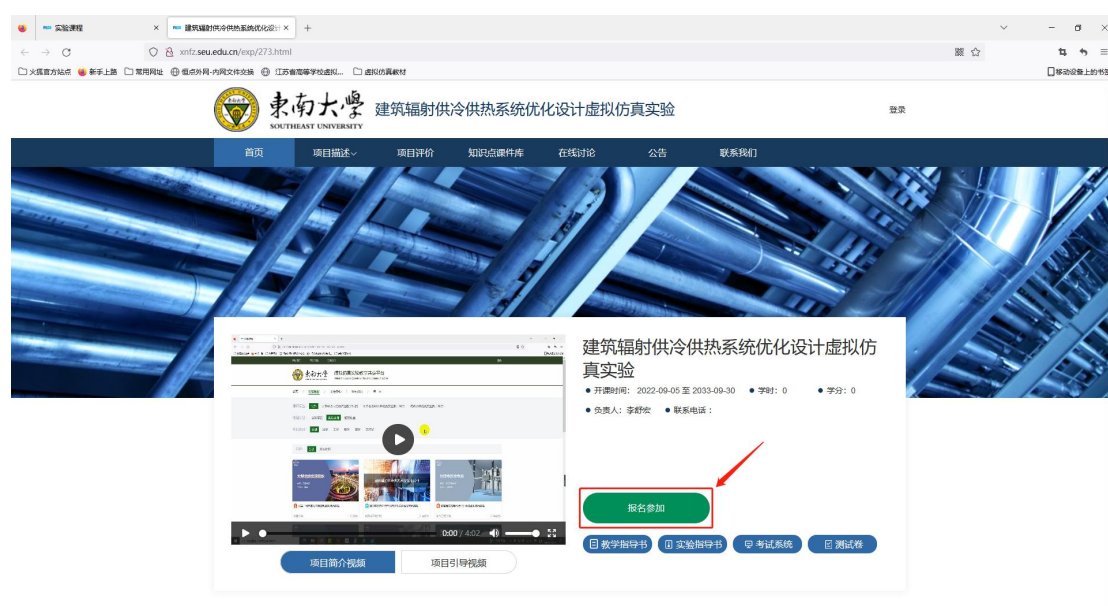 实验课程
建筑辐射供冷供热系统优化设计
xnfz.seu.edu.cn/exp/273.html
火狐官方站点 新手上路 常用网址 恒点外网-内网文件交换 江苏省高等学校虚拟... 虚拟仿真教材
移动设备上的书签
東南大學 建筑辐射供冷供热系统优化设计虚拟仿真实验
SOUTHEAST UNIVERSITY
登录
首页 项目描述 项目评价 知识点课件库 在线讨论 公告 联系我们
建筑辐射供冷供热系统优化设计虚拟仿
真实验
开课时间: 2022-09-05 至 2033-09-30 学时: 0 学分: 0
负责人: 李舒宏 联系电话:
报名参加
0:00 / 4:02
教学指导书 实验指导书 考试系统 测试卷
项目简介视频 项目引导视频